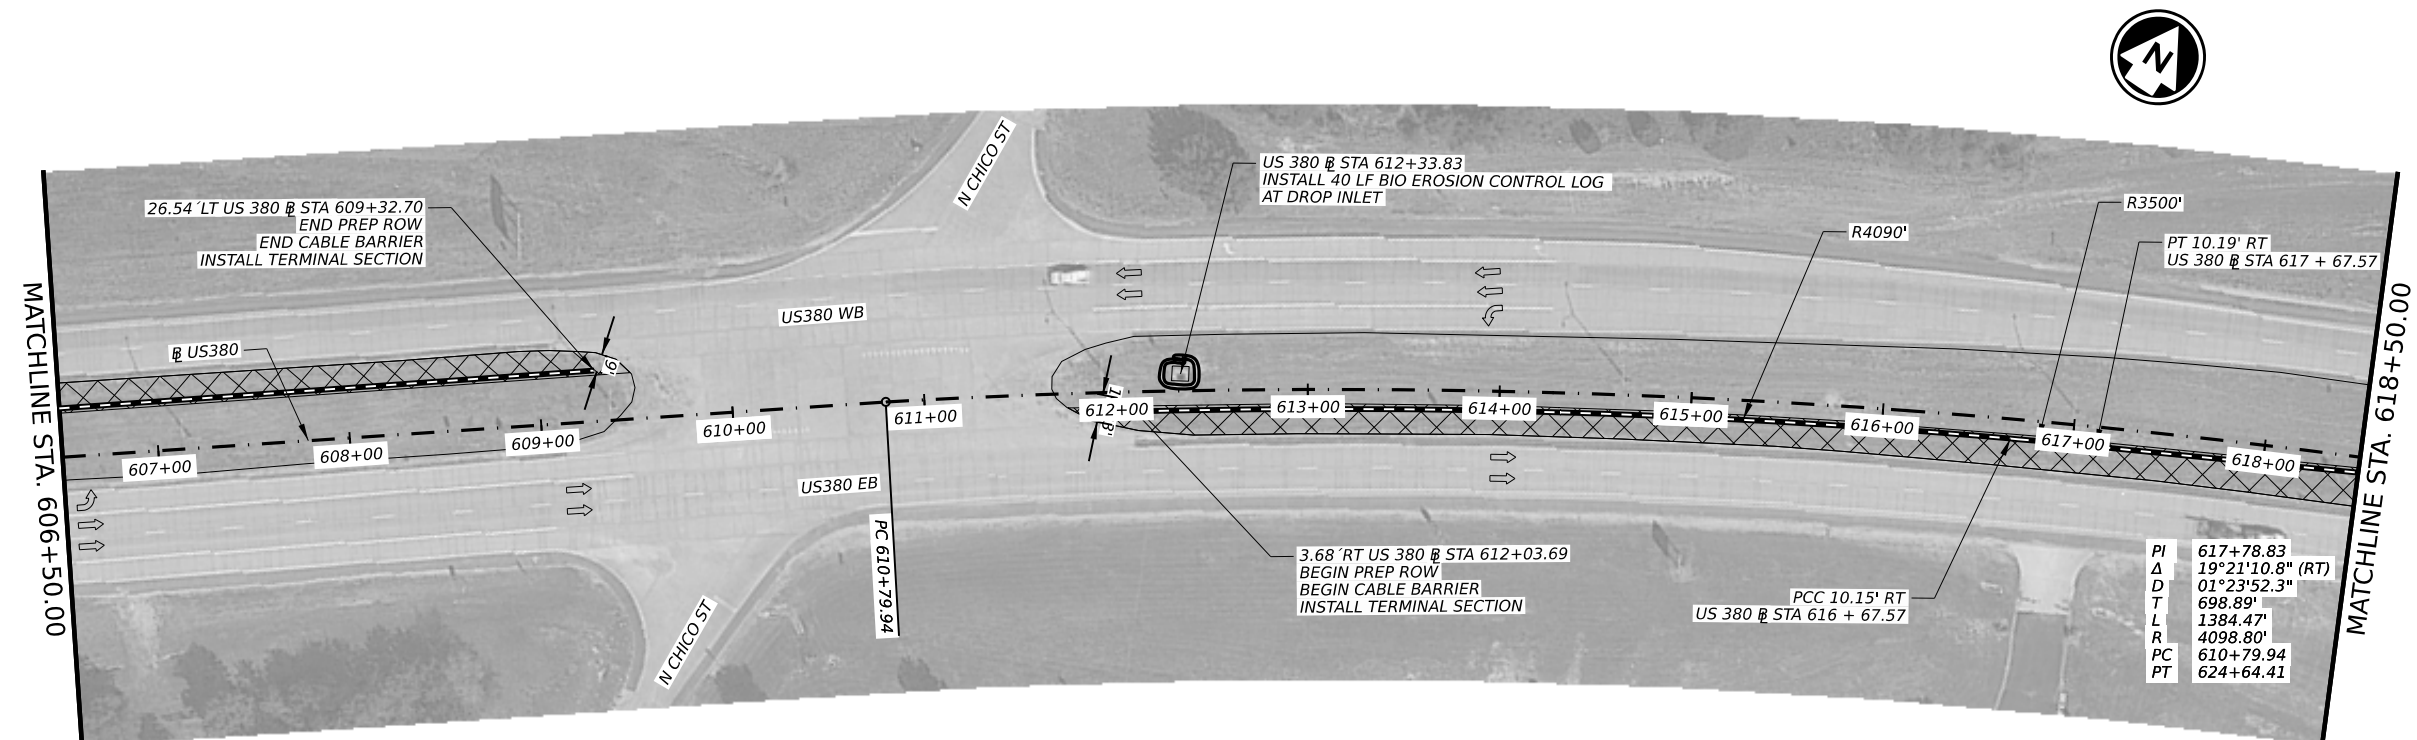 N
N CHICO ST
US 380 ⅊ STA 612+33.83
INSTALL 40 LF BIO EROSION CONTROL LOG
AT DROP INLET
26.54´LT US 380 ⅊ STA 609+32.70
END PREP ROW
END CABLE BARRIER
INSTALL TERMINAL SECTION
R3500'
R4090'
PT 10.19' RT
US 380 ⅊ STA 617 + 67.57
MATCHLINE STA. 606+50.00
MATCHLINE STA. 618+50.00
US380 WB
⅊ US380
9'
607+00
608+00
609+00
610+00
611+00
612+00
613+00
614+00
615+00
616+00
617+00
618+00
US380 EB
PC 610+79.94
N CHICO ST
3.68´RT US 380 ⅊ STA 612+03.69
BEGIN PREP ROW
BEGIN CABLE BARRIER
INSTALL TERMINAL SECTION
PCC 10.15' RT
US 380 ⅊ STA 616 + 67.57
PI 617+78.83
Δ 19°21'10.8" (RT)
D 01°23'52.3"
T 698.89'
L 1384.47'
R 4098.80'
PC 610+79.94
PT 624+64.41